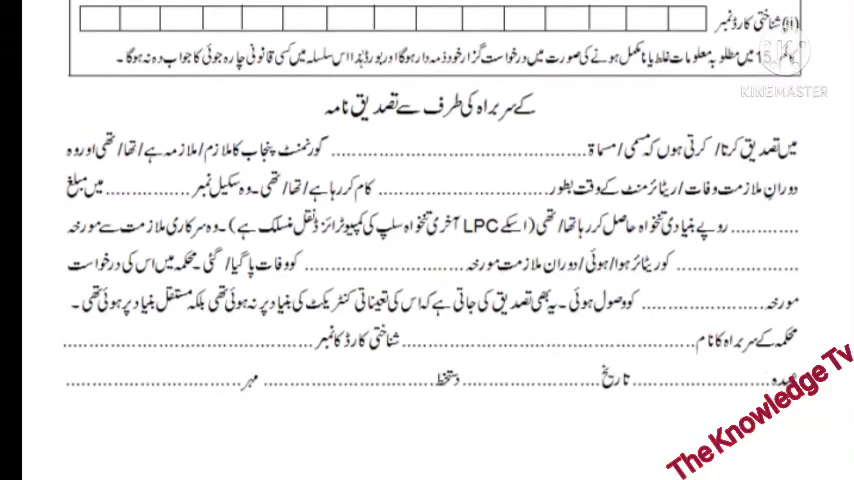 (ii) شناختی کارڈ نمبر
کالم 15 میں مطلوبہ معلومات غلط یا نامکمل ہونے کی صورت میں درخواست گزار خود ذمہ دار ہوگا اور بورڈ ہذا اس سلسلہ میں کسی قانونی چارہ جوئی کا جواب دہ نہ ہوگا ۔
KINEMASTER
کے سربراہ کی طرف سے تصدیق نامہ
میں تصدیق کرتا/ کرتی ہوں کہ مسمی/مسماۃ................................گورنمنٹ پنجاب کا ملازم/ملازمہ ہے/تھا/تھی اور وہ
دورانِ ملازمت وفات/ریٹائرمنٹ کے وقت بطور................................کام کر رہا ہے/تھا/تھی۔ وہ سکیل نمبر................میں مبلغ
.............روپے بنیادی تنخواہ حاصل کر رہا تھا/تھی (اسکے LPC آخری تنخواہ سلپ کی کمپیوٹرائزڈ نقل منسلک ہے)۔ وہ سرکاری ملازمت سے مورخہ
........................کو ریٹائر ہوا/ہوئی/دوران ملازمت مورخہ................................کو وفات پا گیا/گئی۔ محکمہ میں اس کی درخواست
مورخہ........................کو وصول ہوئی۔ یہ بھی تصدیق کی جاتی ہے کہ اس کی تعیناتی کنٹریکٹ کی بنیاد پر نہ ہوئی تھی بلکہ مستقل بنیاد پر ہوئی تھی۔
محکمہ کے سربراہ کا نام................................................شناختی کارڈ کا نمبر................................................
عہدہ................................تاریخ................................دستخط................................مہر................................
The Knowledge Tv